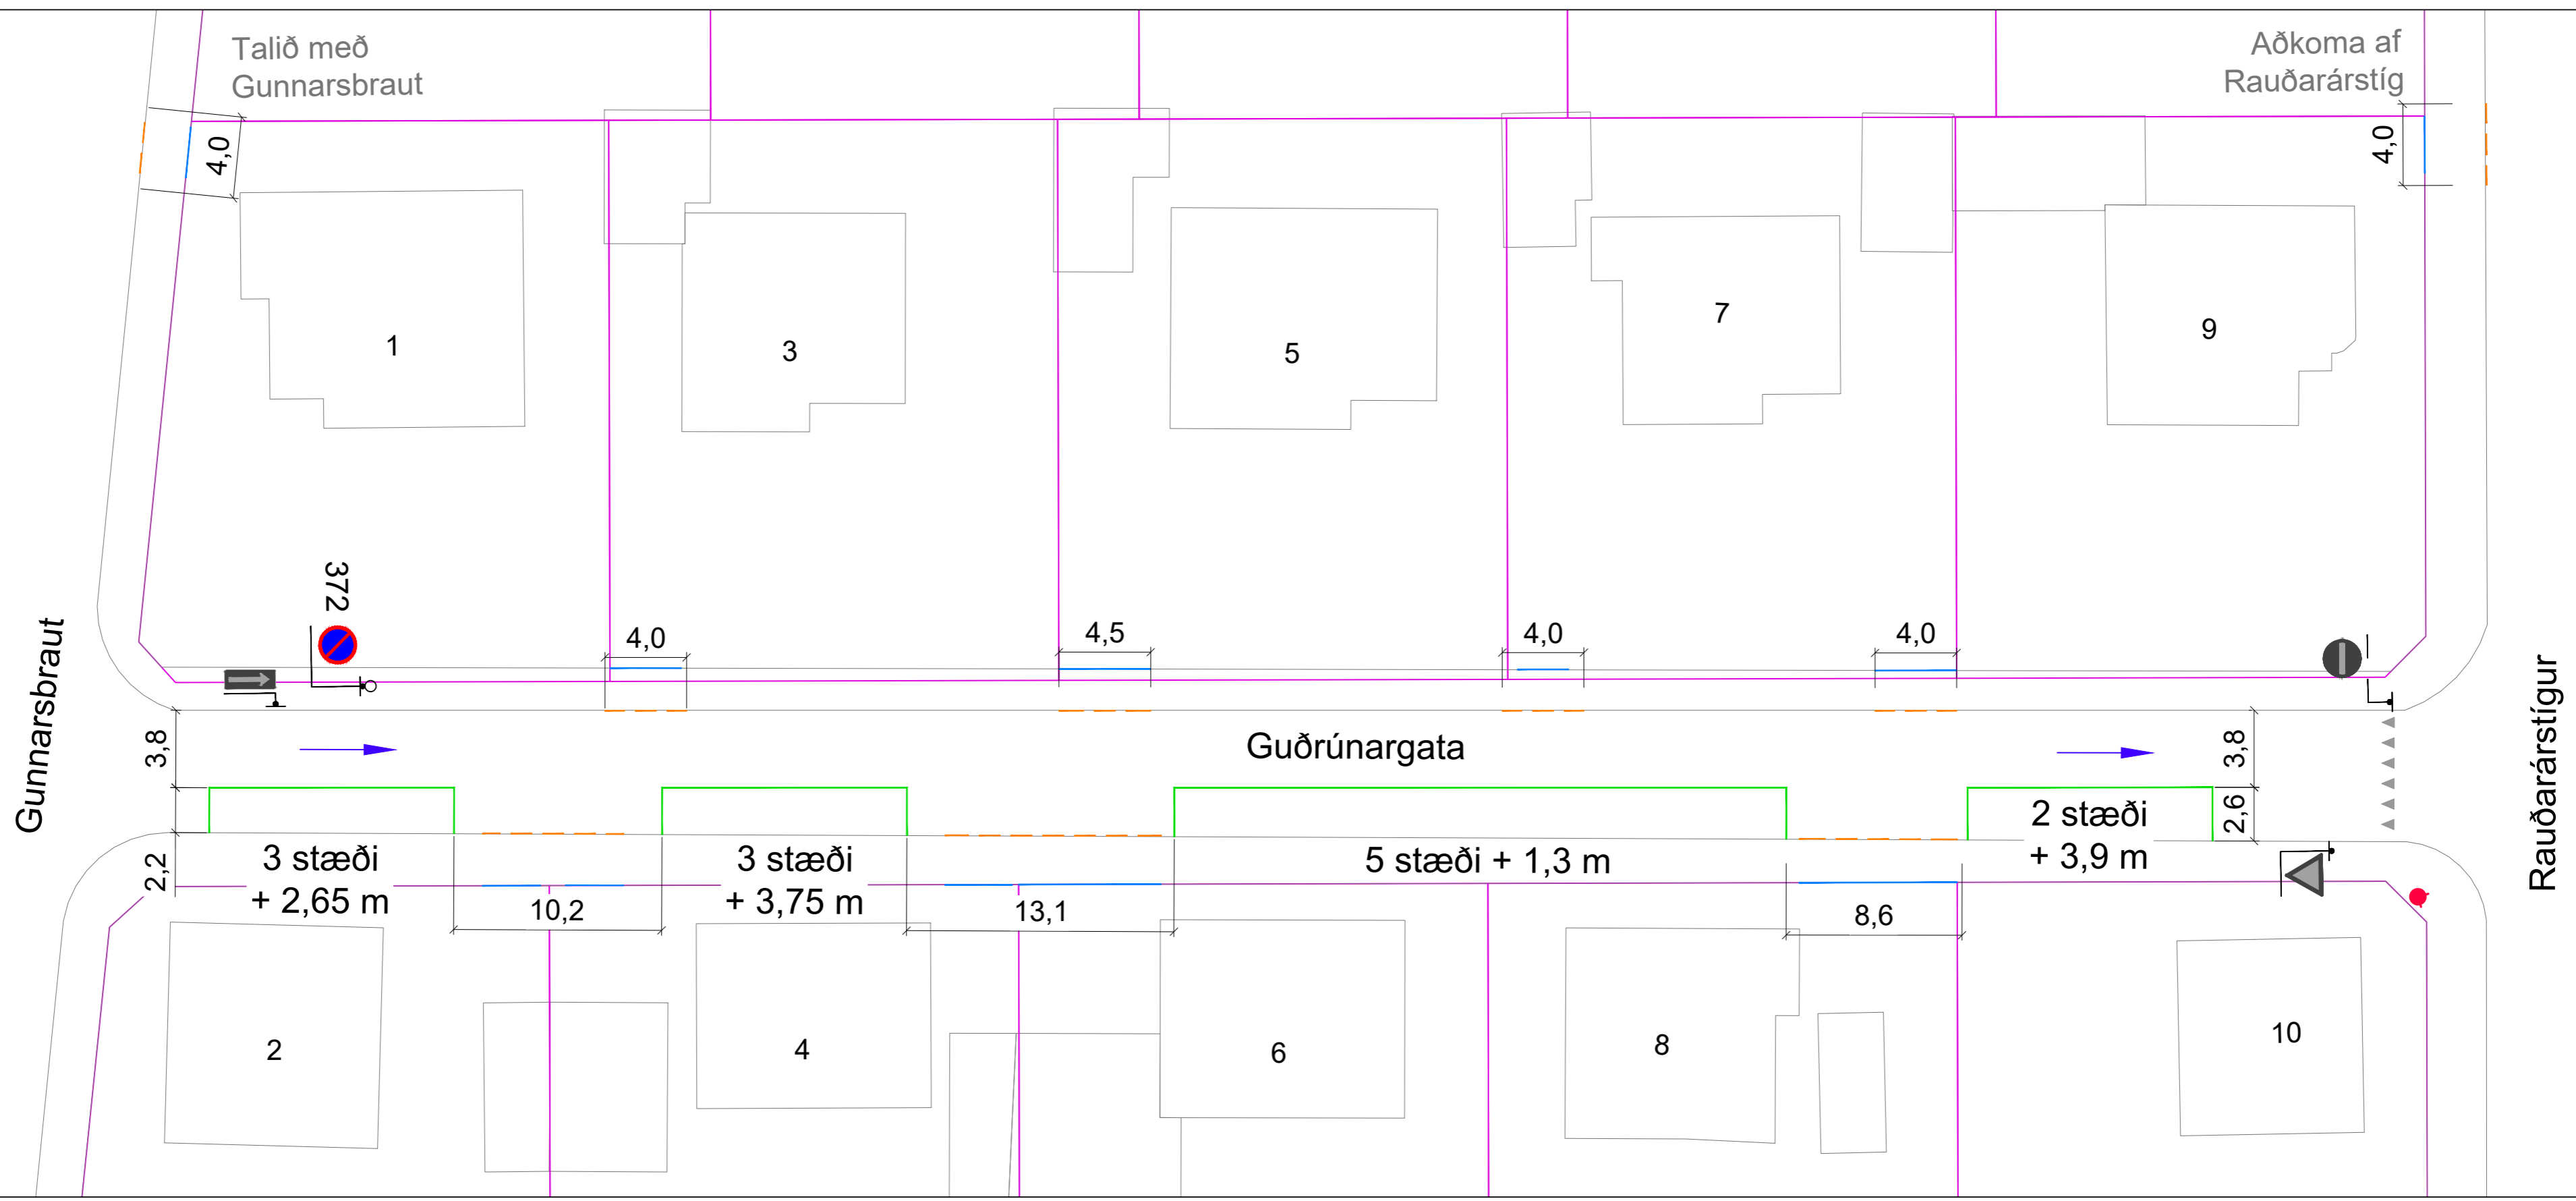 Talið með
Gunnarsbraut
Aðkoma af
Rauðarárstíg
4,0
4,0
1
3
5
7
9
372
4,0
4,5
4,0
4,0
Gunnarsbraut
3,8
Guðrúnargata
3,8
Rauðarárstígur
2,6
2,2
3 stæði
+ 2,65 m
3 stæði
+ 3,75 m
5 stæði + 1,3 m
2 stæði
+ 3,9 m
10,2
13,1
8,6
2
4
6
8
10